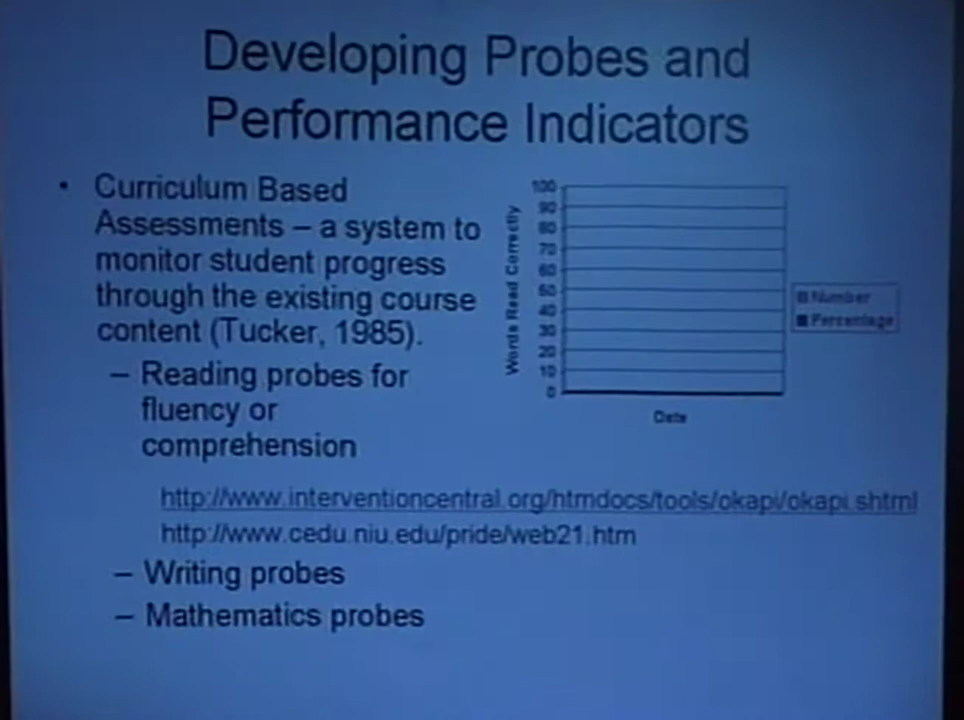 Developing Probes and
Performance Indicators
• Curriculum Based
Assessments – a system to
monitor student progress
through the existing course
content (Tucker, 1985).
– Reading probes for
fluency or
comprehension
http://www.interventioncentral.org/htmdocs/tools/okapi/okapi.shtml
http://www.cedu.niu.edu/pride/web21.htm
– Writing probes
– Mathematics probes
Words Read Correctly
100
90
80
70
60
50
40
30
20
10
0
Date
Number
Percentage